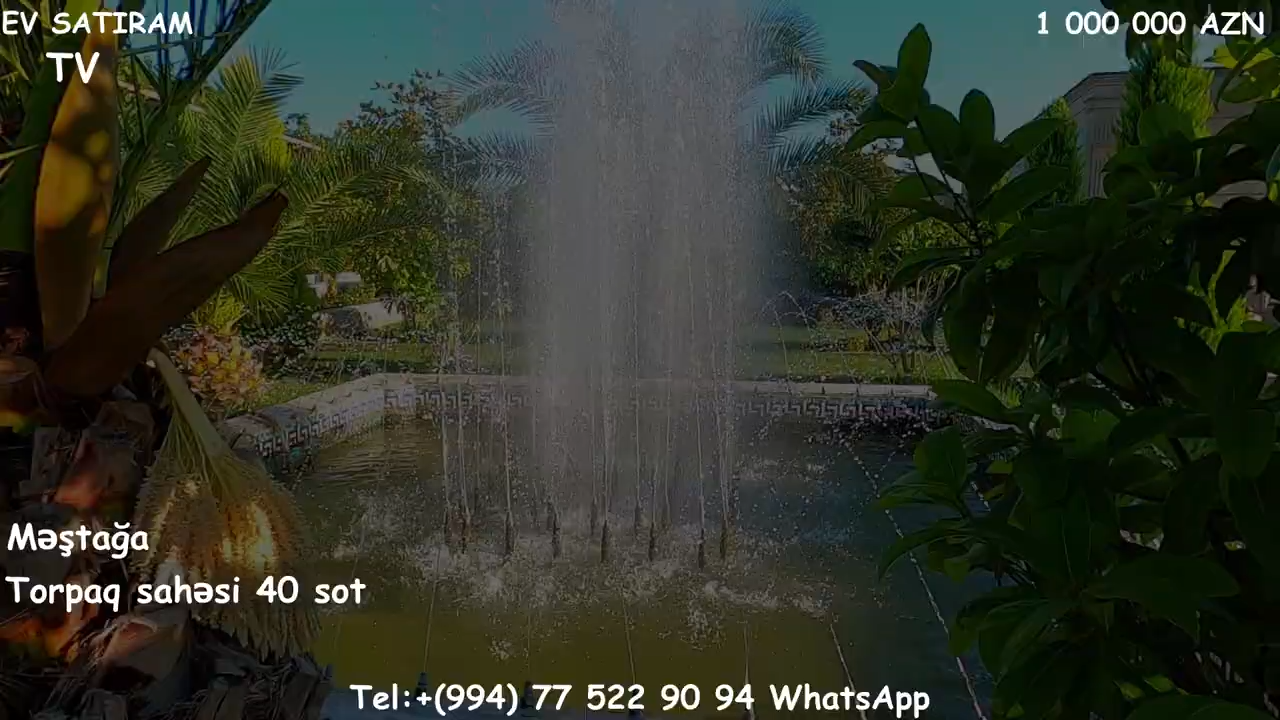 EV SATIRAM
TV
1 000 000 AZN
Məştağa
Torpaq sahəsi 40 sot
Tel:+(994) 77 522 90 94 WhatsApp